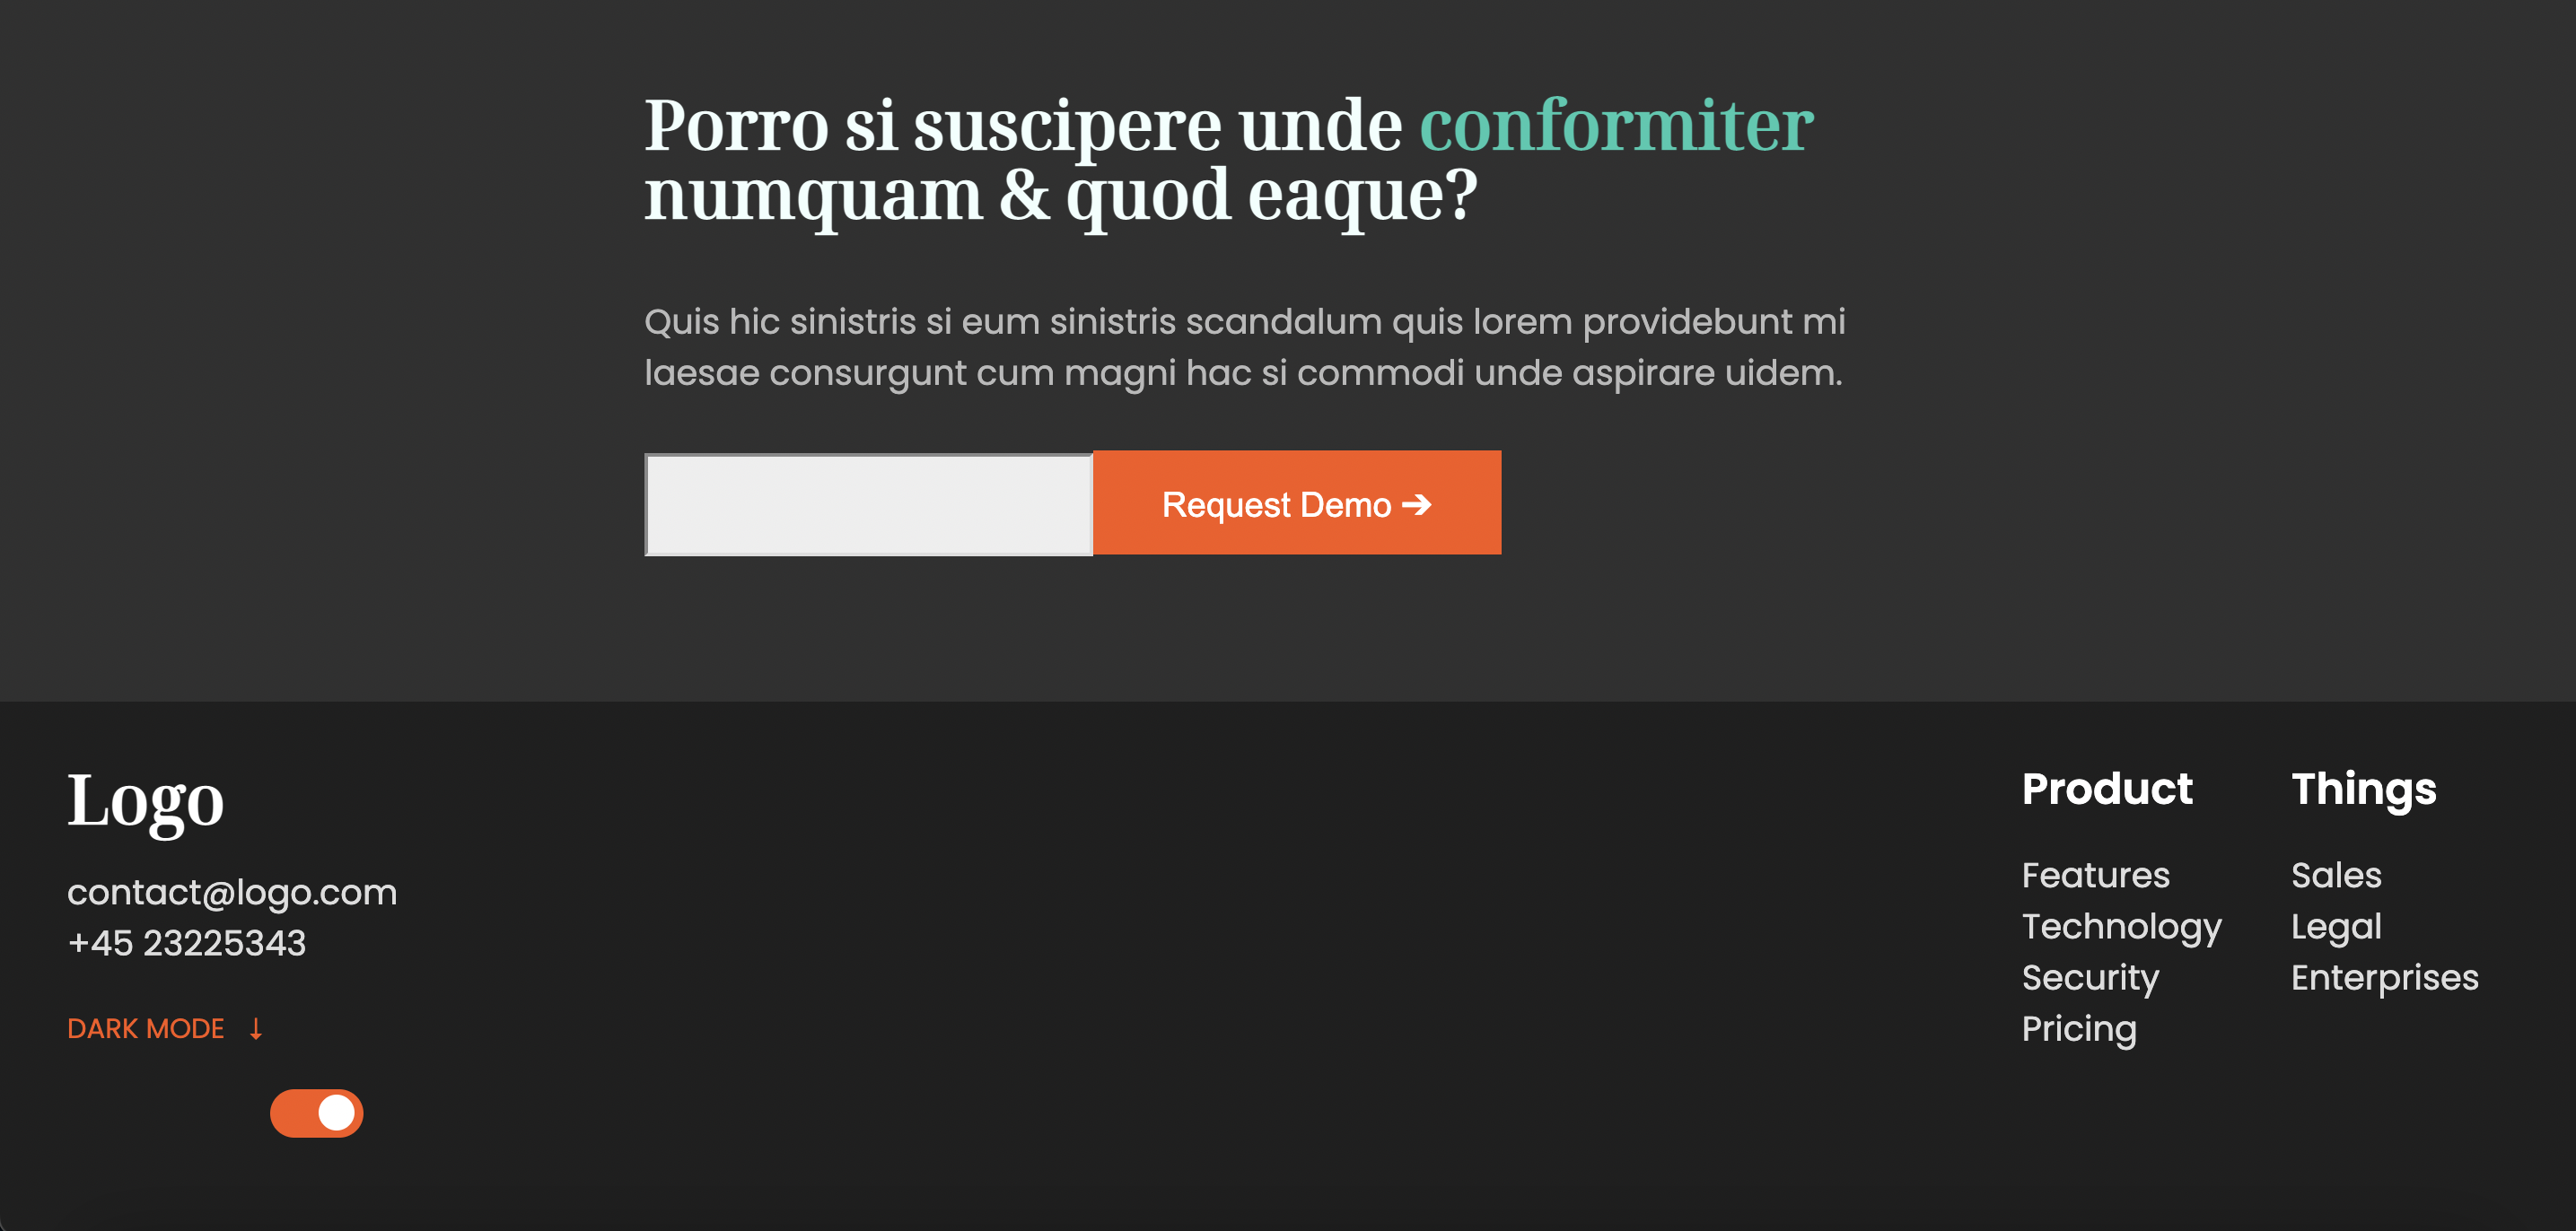 Porro si suscipere unde conformiter
numquam & quod eaque?
Quis hic sinistris si eum sinistris scandalum quis lorem providebunt mi
laesae consurgunt cum magni hac si commodi unde aspirare uidem.
Request Demo ➔
Logo
contact@logo.com
+45 23225343
DARK MODE ↓
Product
Features
Technology
Security
Pricing
Things
Sales
Legal
Enterprises